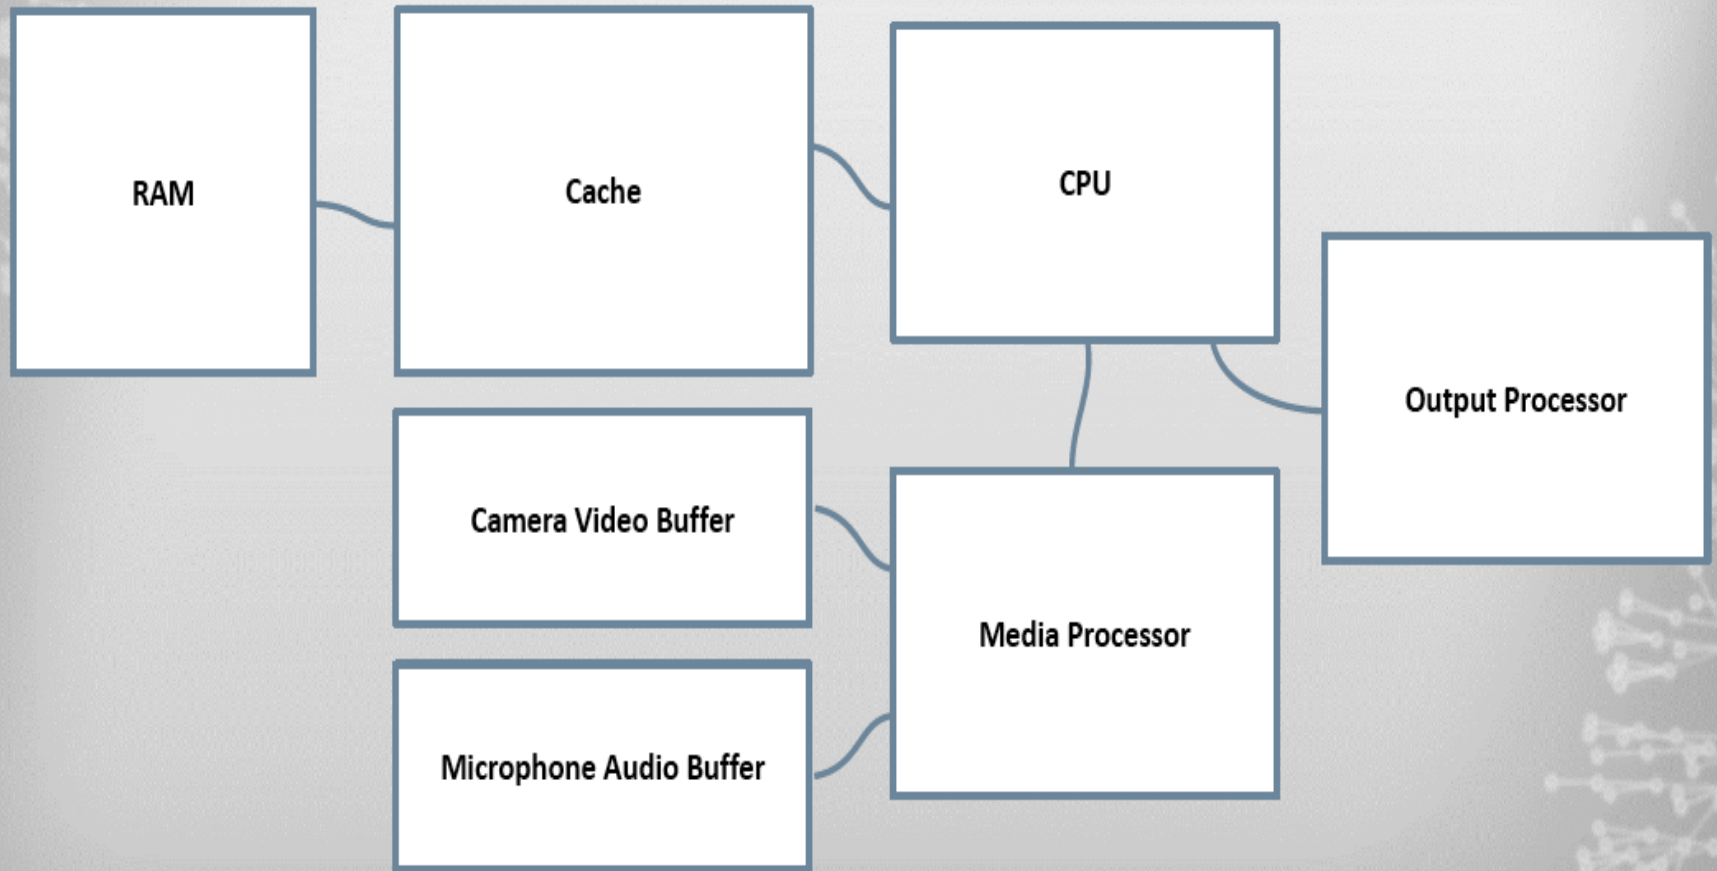 RAM
Cache
CPU
Output Processor
Camera Video Buffer
Media Processor
Microphone Audio Buffer